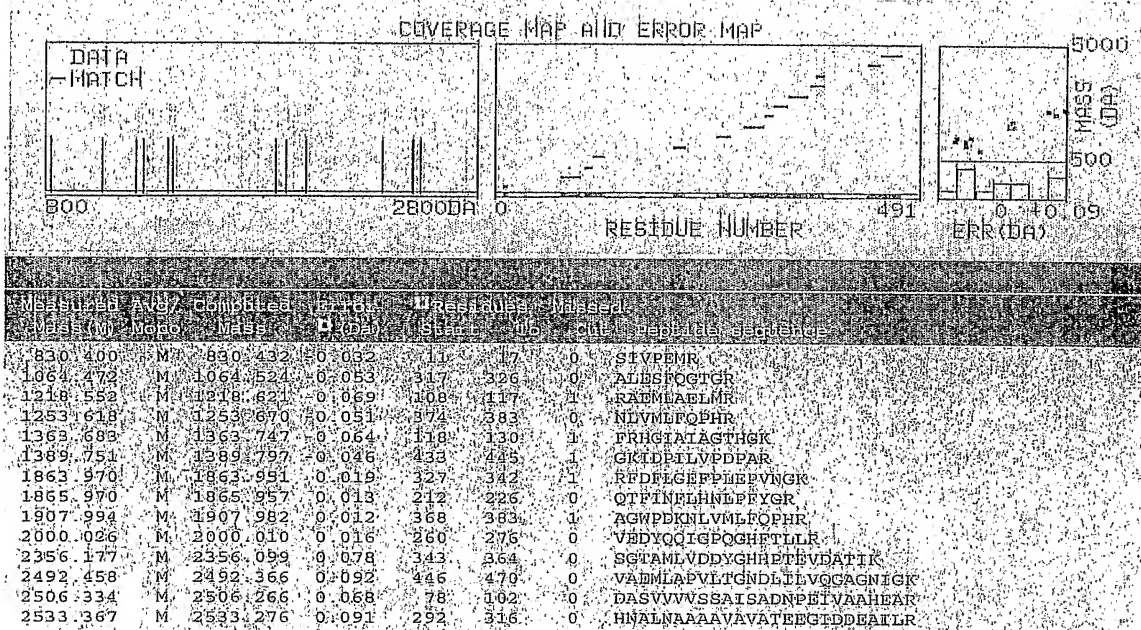 COVERAGE MAP AND ERROR MAP
DATA
MATCH
5000
MASS (DA)
500
800 2800DA 0 491 0 +0.09
RESIDUE NUMBER ERR(DA)
Measured Avg/ Computed Error Residues Missed
Mass(M) Mono Mass (Da) Start To Cut Peptide sequence
830.400 M 830.432 -0.032 11 17 0 SIVPEMR
1064.472 M 1064.524 -0.053 317 326 0 ALESFQGTGR
1218.552 M 1218.621 -0.069 108 117 1 RAEMLAELMR
1253.618 M 1253.670 -0.051 374 383 0 NLVMLFQPHR
1363.683 M 1363.747 -0.064 118 130 1 FRHGIAIAGTHGK
1389.751 M 1389.797 -0.046 433 445 1 GKIDPILVPDPAR
1863.970 M 1863.951 0.019 327 342 1 RFDFLGEFPLEPVNGK
1865.970 M 1865.957 0.013 212 226 0 QTFINFLHNLPFYGR
1907.994 M 1907.982 0.012 368 383 1 AGWPDKNLVMLFQPHR
2000.026 M 2000.010 0.016 260 276 0 VEDYQQIGPQGHFTLLR
2356.177 M 2356.099 0.078 343 364 0 SGTAMLVDDYGHHPTEVDATIK
2492.458 M 2492.366 0.092 446 470 0 VAEMLAPVLTGNDLILVQGAGNIGK
2506.334 M 2506.266 0.068 78 102 0 DASVVVVSSAISADNPEIVAAHEAR
2533.367 M 2533.276 0.091 292 316 0 HNALNAAAAVAVATEEGIDDEAILR